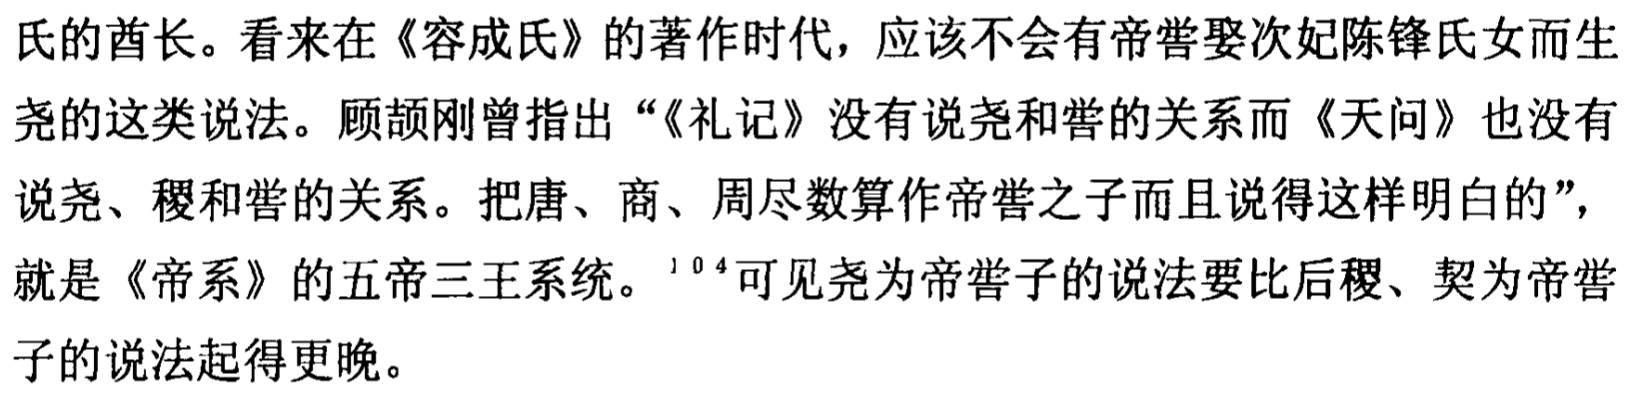 氏的酋长。看来在《容成氏》的著作时代，应该不会有帝喾娶次妃陈锋氏女而生
尧的这类说法。顾颉刚曾指出“《礼记》没有说尧和喾的关系而《天问》也没有
说尧、稷和喾的关系。把唐、商、周尽数算作帝喾之子而且说得这样明白的”，
就是《帝系》的五帝三王系统。104可见尧为帝喾子的说法要比后稷、契为帝喾
子的说法起得更晚。